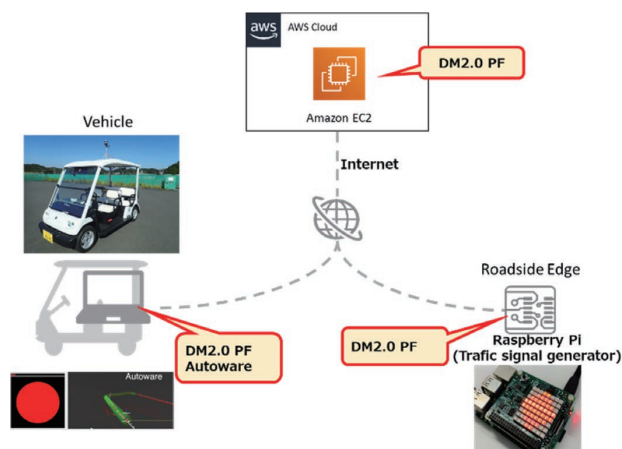 aws
AWS Cloud
DM2.0 PF
Amazon EC2
Vehicle
Internet
Roadside Edge
DM2.0 PF
Autoware
DM2.0 PF
Raspberry Pi
(Trafic signal generator)
Autoware